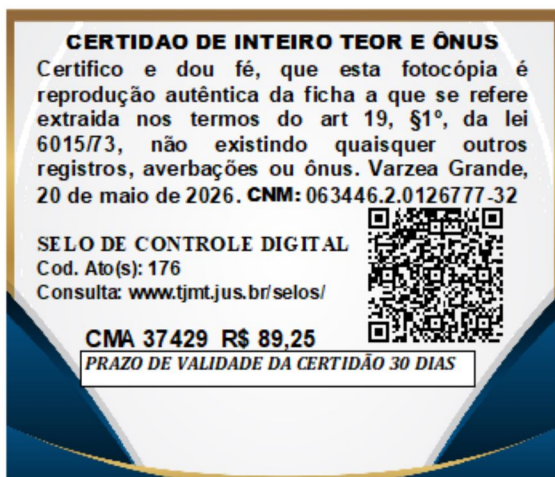 CERTIDAO DE INTEIRO TEOR E ÔNUS
Certifico e dou fé, que esta fotocópia é
reprodução autêntica da ficha a que se refere
extraida nos termos do art 19, §1º, da lei
6015/73, não existindo quaisquer outros
registros, averbações ou ônus. Varzea Grande,
20 de maio de 2026. CNM: 063446.2.0126777-32
SELO DE CONTROLE DIGITAL
Cod. Ato(s): 176
Consulta: www.tjmt.jus.br/selos/
CMA 37429 R$ 89,25
PRAZO DE VALIDADE DA CERTIDÃO 30 DIAS